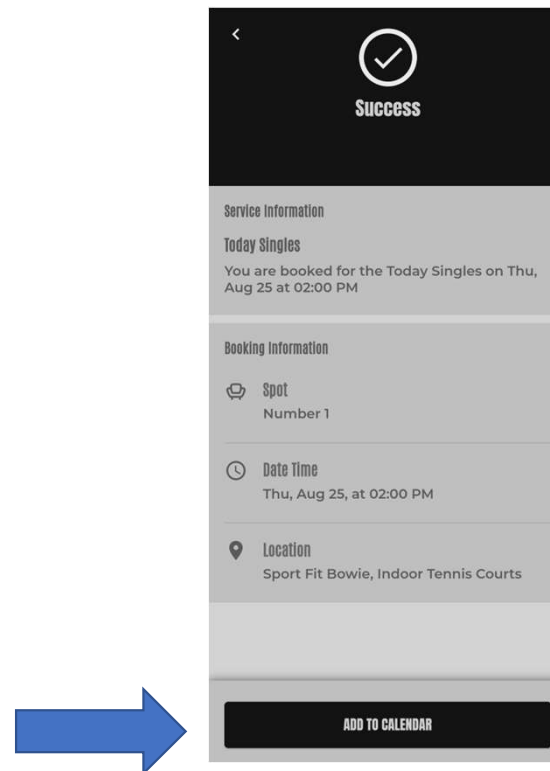 Success
Service Information
Today Singles
You are booked for the Today Singles on Thu,
Aug 25 at 02:00 PM
Booking Information
Spot
Number 1
Date Time
Thu, Aug 25, at 02:00 PM
Location
Sport Fit Bowie, Indoor Tennis Courts
ADD TO CALENDAR